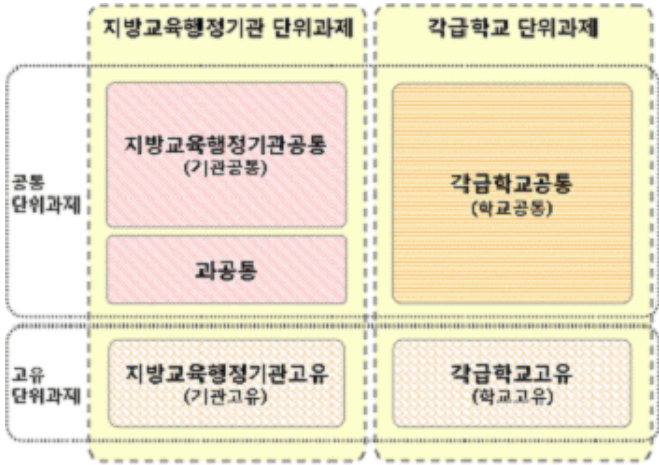 지방교육행정기관 단위과제
각급학교 단위과제
공통
단위과제
지방교육행정기관공통
(기관공통)
과공통
각급학교공통
(학교공통)
고유
단위과제
지방교육행정기관고유
(기관고유)
각급학교고유
(학교고유)